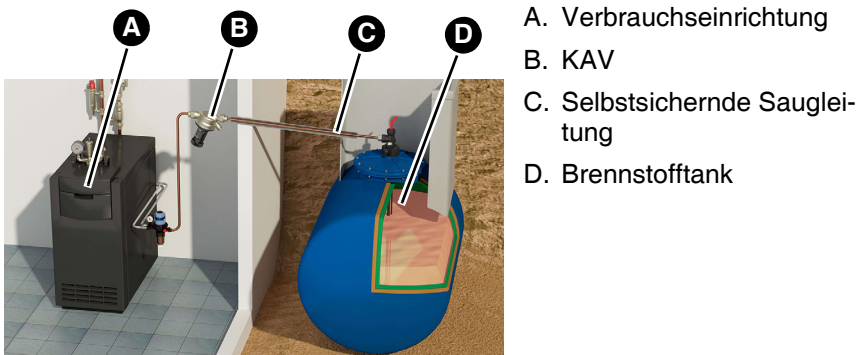 A
B
C
D
A. Verbrauchseinrichtung
B. KAV
C. Selbstsichernde Sauglei-
tung
D. Brennstofftank